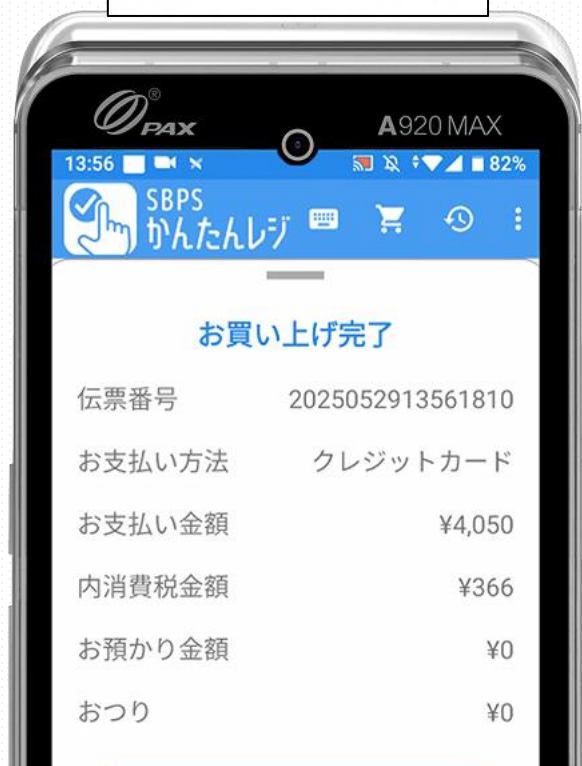 PAX®
A920 MAX
13:56 82%
SBPS
かんたんレジ
お買い上げ完了
伝票番号 2025052913561810
お支払い方法 クレジットカード
お支払い金額 ¥4,050
内消費税金額 ¥366
お預かり金額 ¥0
おつり ¥0